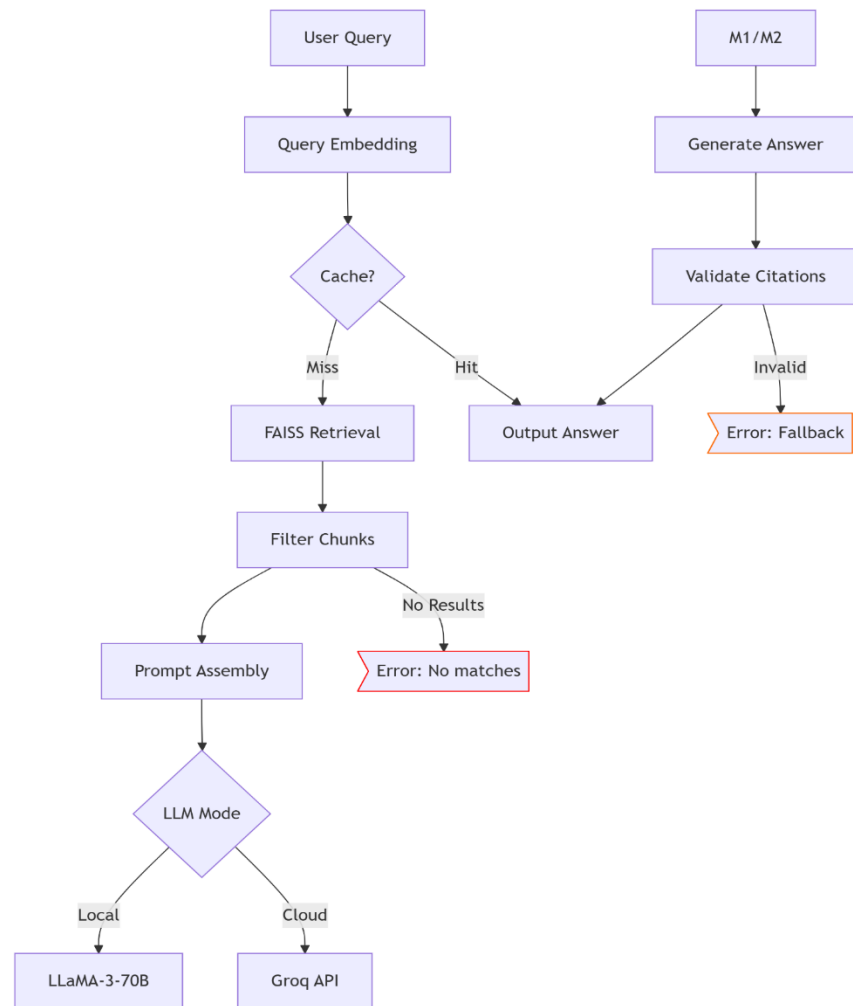 User Query
M1/M2
Query Embedding
Generate Answer
Cache?
Validate Citations
Miss
Hit
Invalid
FAISS Retrieval
Output Answer
Error: Fallback
Filter Chunks
No Results
Prompt Assembly
Error: No matches
LLM Mode
Local
Cloud
LLaMA-3-70B
Groq API